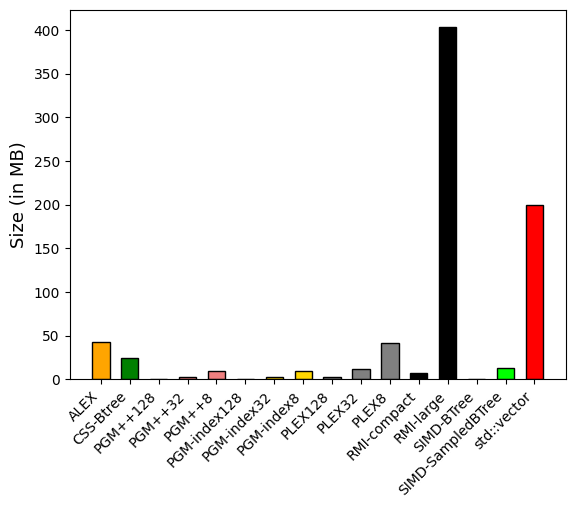 Size (in MB)
400
350
300
250
200
150
100
50
0
ALEX
CSS-Btree
PGM++128
PGM++32
PGM++8
PGM-index128
PGM-index32
PGM-index8
PLEX128
PLEX32
PLEX8
RMI-compact
RMI-large
SIMD-BTree
SIMD-SampledBTree
std::vector